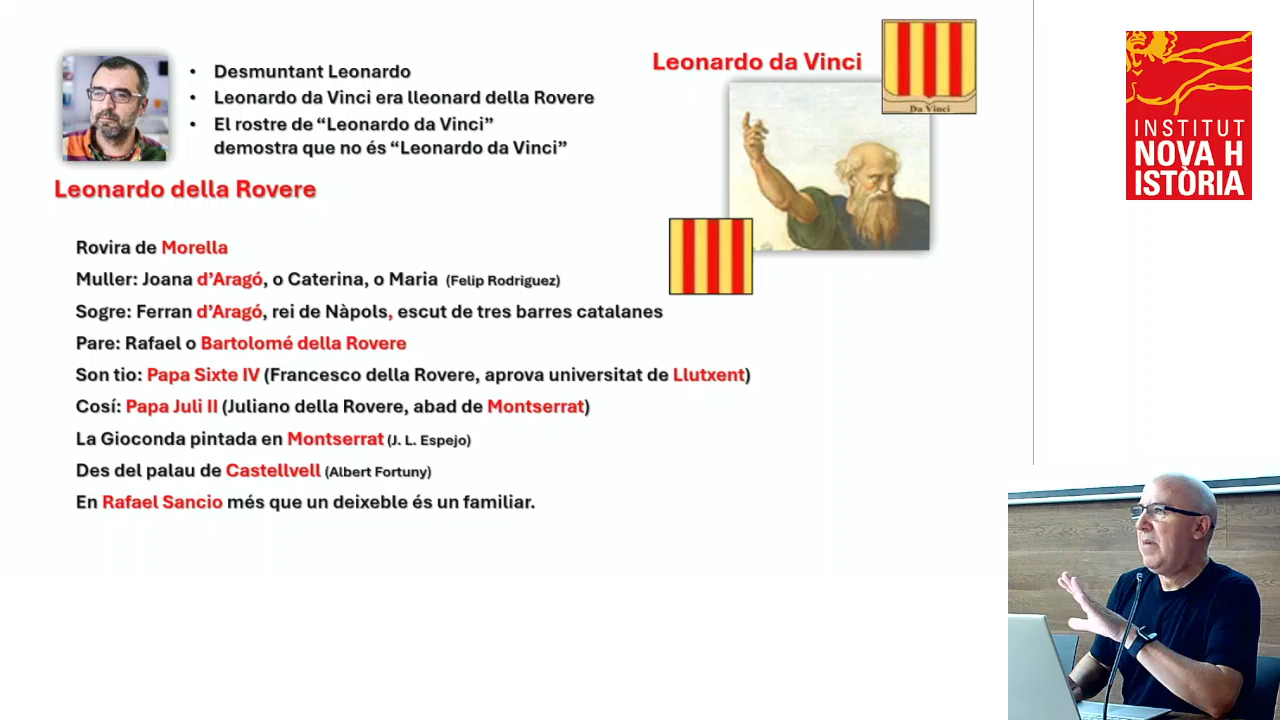 Desmuntant Leonardo
Leonardo da Vinci era lleonard della Rovere
El rostre de “Leonardo da Vinci”
demostra que no és “Leonardo da Vinci”
Leonardo da Vinci
Da Vinci
Leonardo della Rovere
Rovira de Morella
Muller: Joana d’Aragó, o Caterina, o Maria (Felip Rodriguez)
Sogre: Ferran d’Aragó, rei de Nàpols, escut de tres barres catalanes
Pare: Rafael o Bartolomé della Rovere
Son tio: Papa Sixte IV (Francesco della Rovere, aprova universitat de Llutxent)
Cosí: Papa Juli II (Juliano della Rovere, abad de Montserrat)
La Gioconda pintada en Montserrat (J. L. Espejo)
Des del palau de Castellvell (Albert Fortuny)
En Rafael Sancio més que un deixeble és un familiar.
INSTITUT
NOVA H
ISTÒRIA